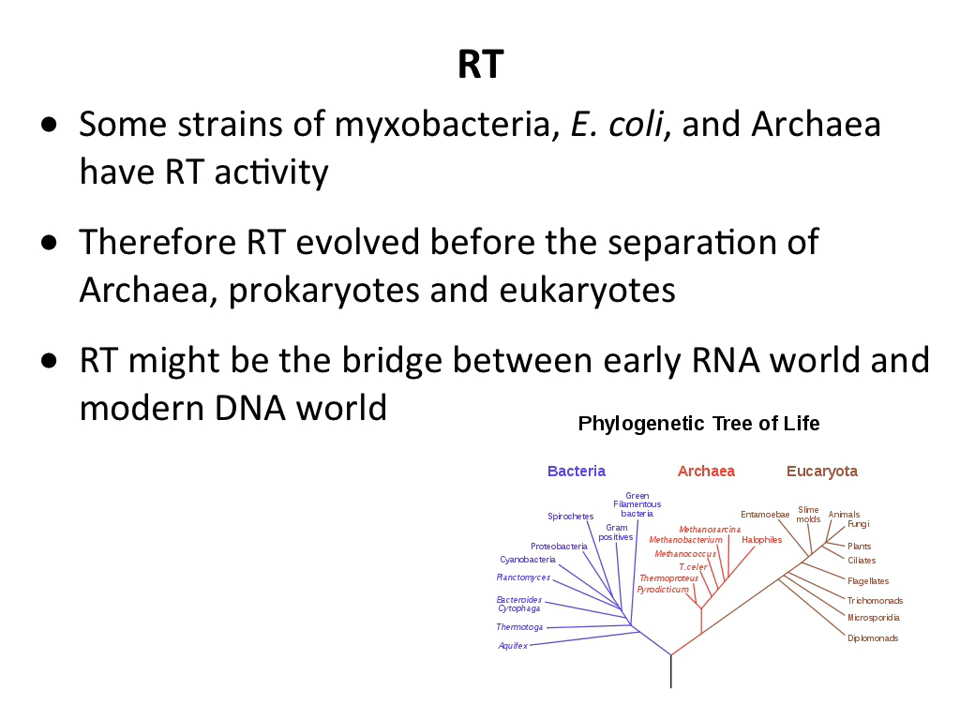 RT
• Some strains of myxobacteria, E. coli, and Archaea
have RT activity
• Therefore RT evolved before the separation of
Archaea, prokaryotes and eukaryotes
• RT might be the bridge between early RNA world and
modern DNA world
Phylogenetic Tree of Life
Bacteria Archaea Eucaryota
Green
Filamentous
bacteria
Spirochetes
Gram
positives
Proteobacteria
Cyanobacteria
Planctomyces
Bacteroides
Cytophaga
Thermotoga
Aquifex
Methanosarcina
Methanobacterium
Halophiles
Methanococcus
T.celer
Thermoproteus
Pyrodicticum
Entamoebae
Slime
molds
Animals
Fungi
Plants
Ciliates
Flagellates
Trichomonads
Microsporidia
Diplomonads